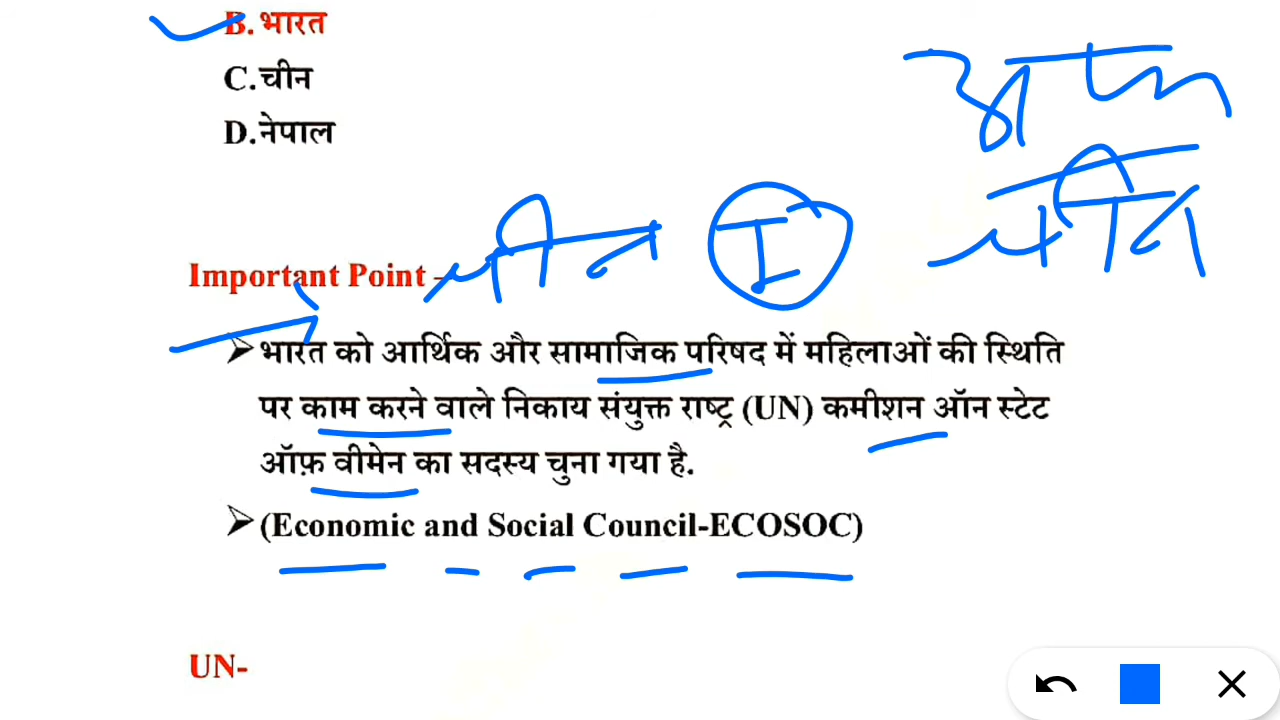 B. भारत
C. चीन
D. नेपाल
चीन I
Important Point -
➤ भारत को आर्थिक और सामाजिक परिषद में महिलाओं की स्थिति
पर काम करने वाले निकाय संयुक्त राष्ट्र (UN) कमीशन ऑन स्टेट
ऑफ़ वीमेन का सदस्य चुना गया है.
➤ (Economic and Social Council-ECOSOC)
UN-